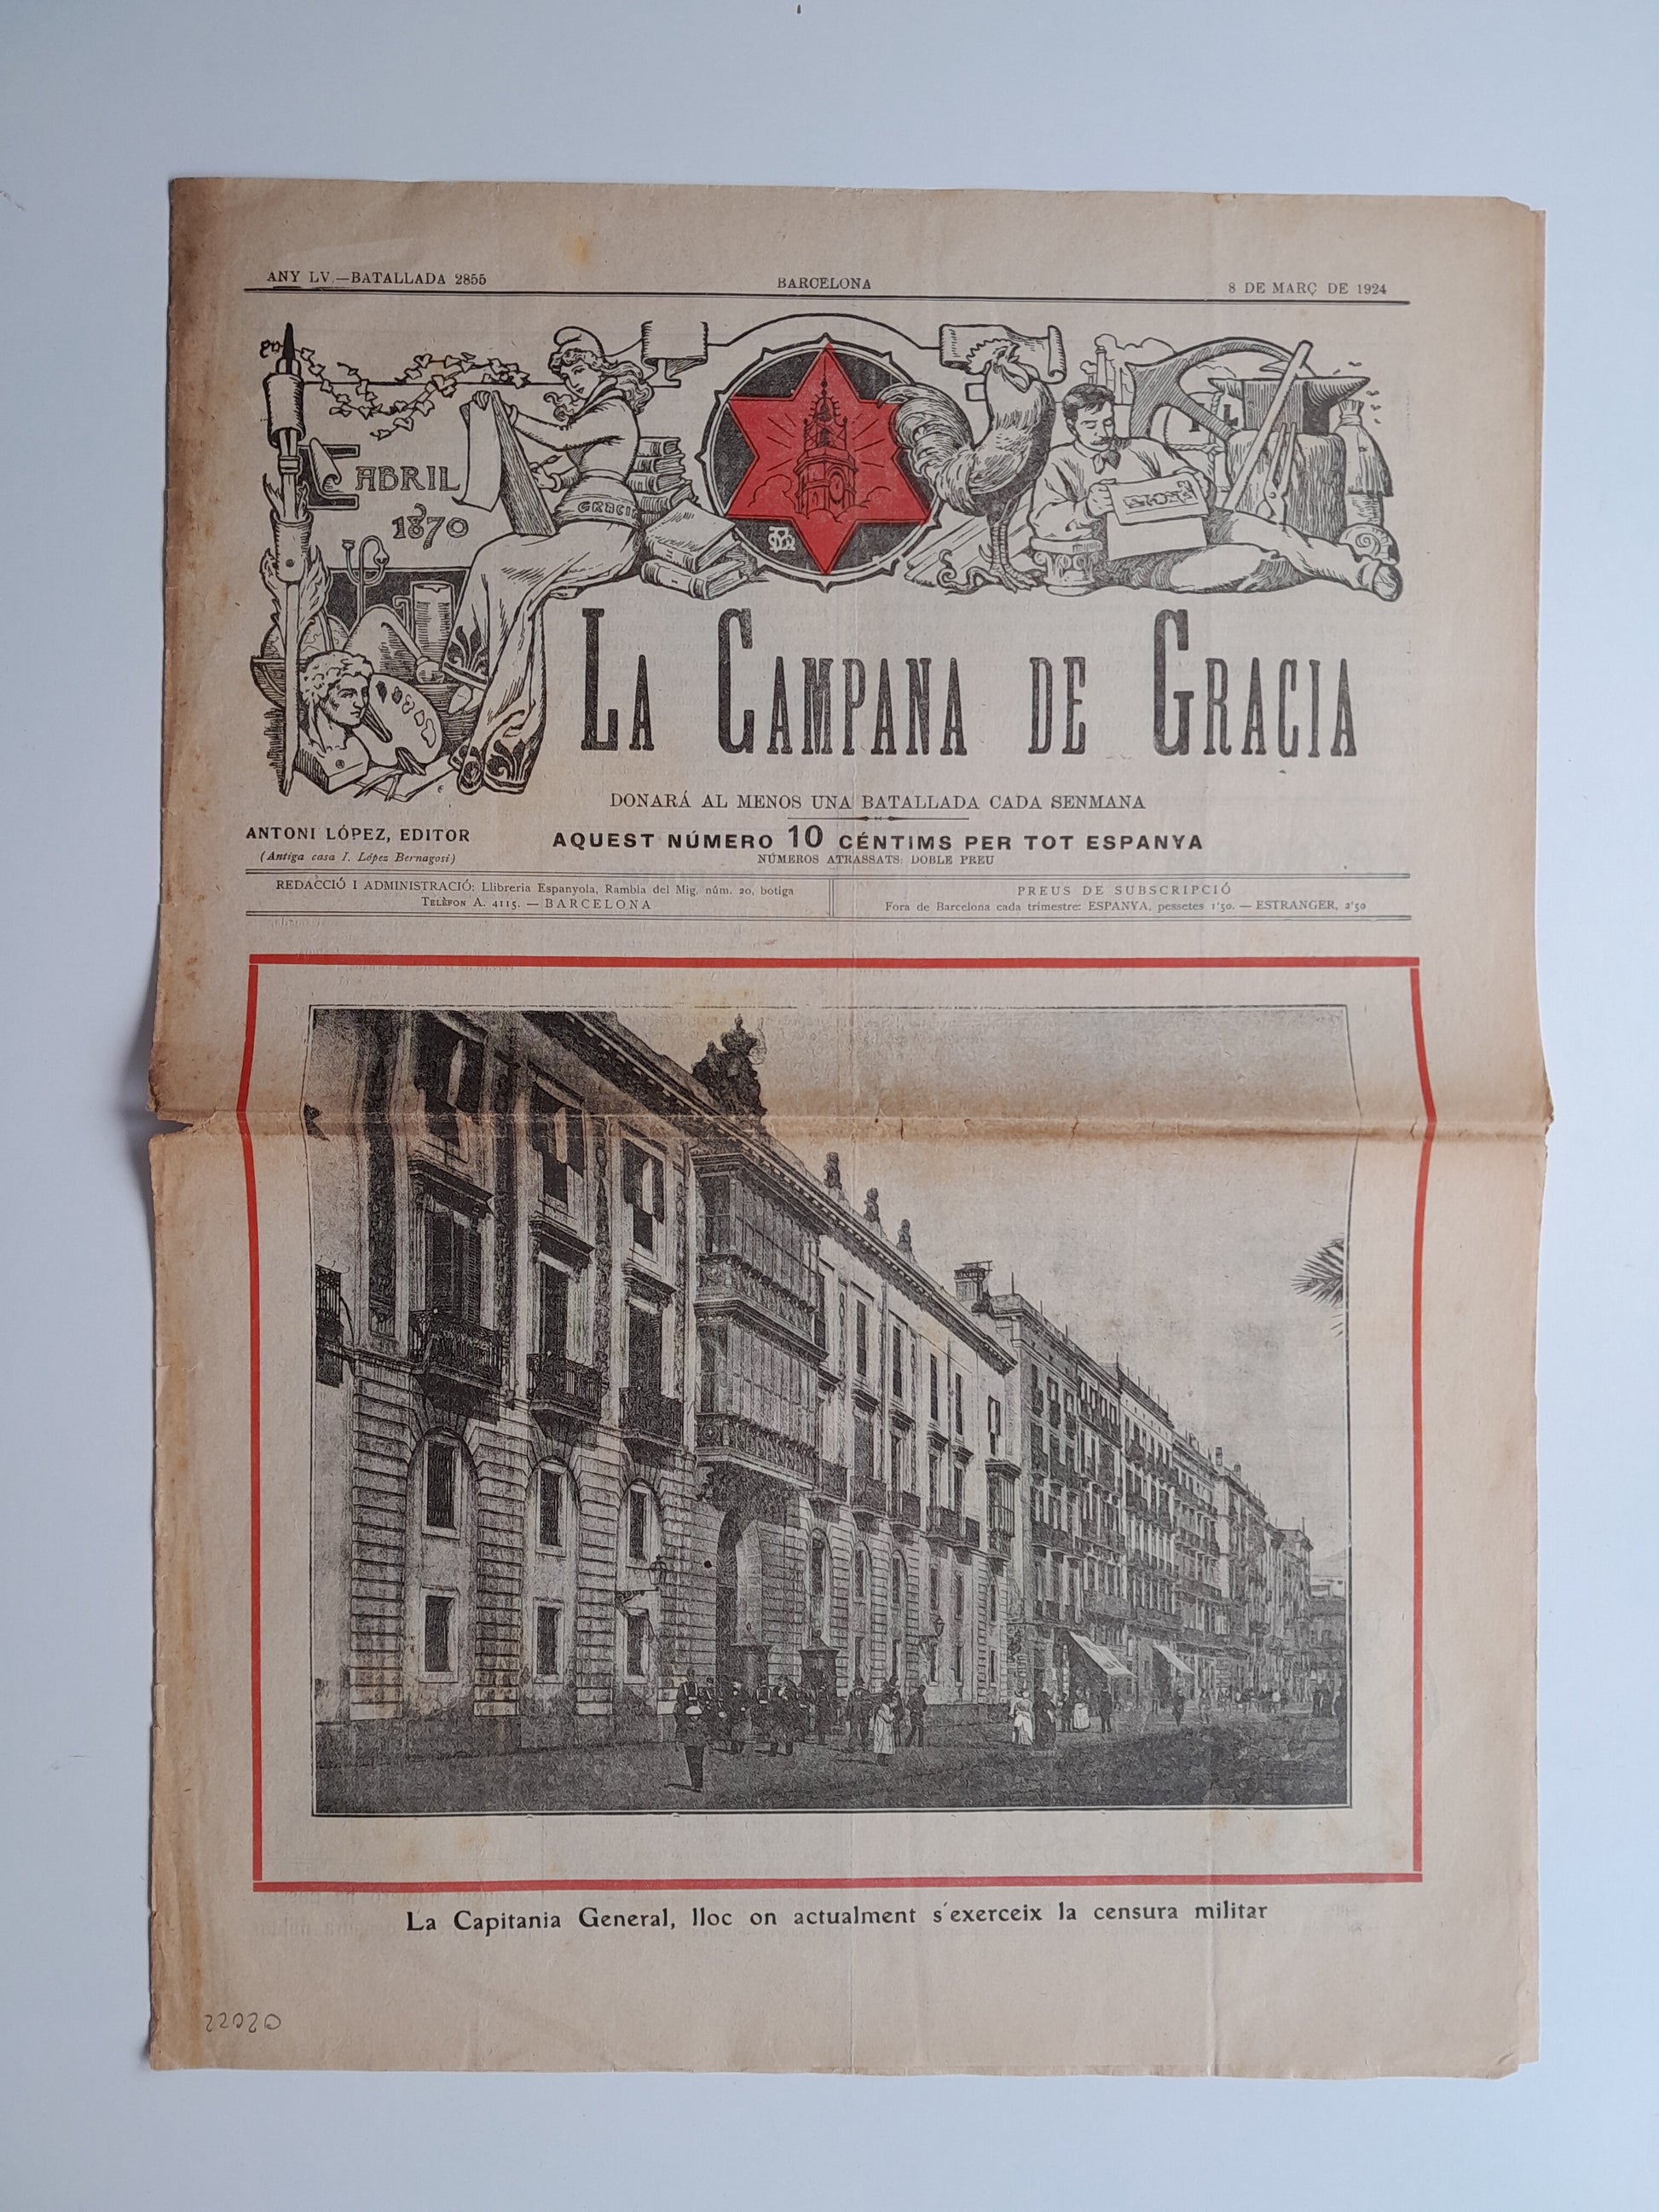 ANY LV.—BATALLADA 2855
BARCELONA
8 DE MARÇ DE 1924
ABRIL
1870
GRACIA
LA CAMPANA DE GRACIA
DONARÁ AL MENOS UNA BATALLADA CADA SENMANA
ANTONI LÓPEZ, EDITOR
(Antiga casa I. López Bernagosi)
AQUEST NÚMERO 10 CÉNTIMS PER TOT ESPANYA
NÚMEROS ATRASSATS: DOBLE PREU
REDACCIÓ I ADMINISTRACIÓ: Llibreria Espanyola, Rambla del Mig, núm. 20, botiga
TELÈFON A. 4115. — BARCELONA
PREUS DE SUBSCRIPCIÓ
Fora de Barcelona cada trimestre: ESPANYA, pessetes 1'50. — ESTRANGER, 2'50
La Capitania General, lloc on actualment s'exerceix la censura militar
22020